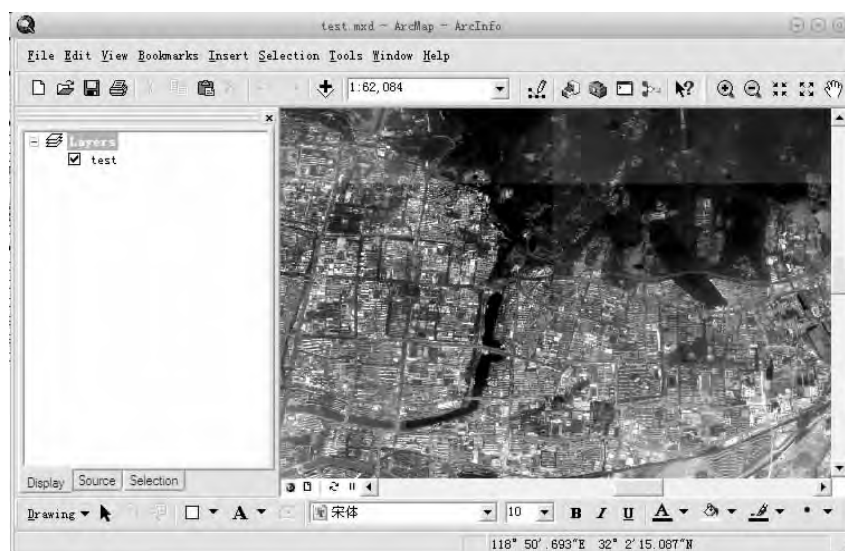 test.mxd - ArcMap - ArcInfo
File Edit View Bookmarks Insert Selection Tools Window Help
1:62,084
Layers
test
Display Source Selection
Drawing A 宋体 10 B I U A
118° 50'.693"E 32° 2'15.087"N